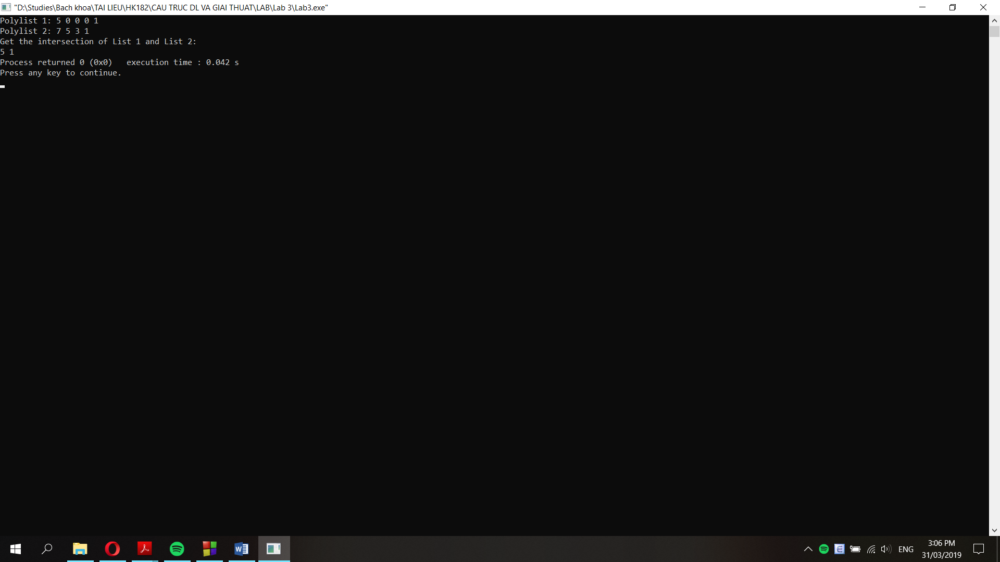 "D:\Studies\Bach khoa\TAI LIEU\HK182\CAU TRUC DL VA GIAI THUAT\LAB\Lab 3\Lab3.exe"
Polylist 1: 5 0 0 0 1
Polylist 2: 7 5 3 1
Get the intersection of List 1 and List 2:
5 1
Process returned 0 (0x0)   execution time : 0.042 s
Press any key to continue.
ENG
3:06 PM
31/03/2019